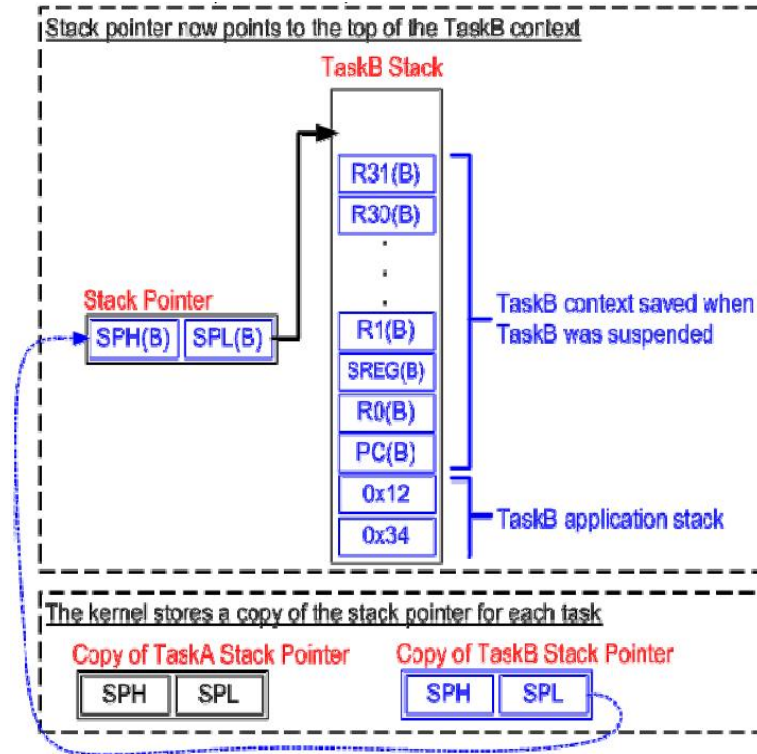 Stack pointer now points to the top of the TaskB context
TaskB Stack
R31(B)
R30(B)
Stack Pointer
SPH(B) SPL(B)
R1(B)
SREG(B)
R0(B)
PC(B)
TaskB context saved when
TaskB was suspended
0x12
0x34
TaskB application stack
The kernel stores a copy of the stack pointer for each task
Copy of TaskA Stack Pointer
SPH SPL
Copy of TaskB Stack Pointer
SPH SPL